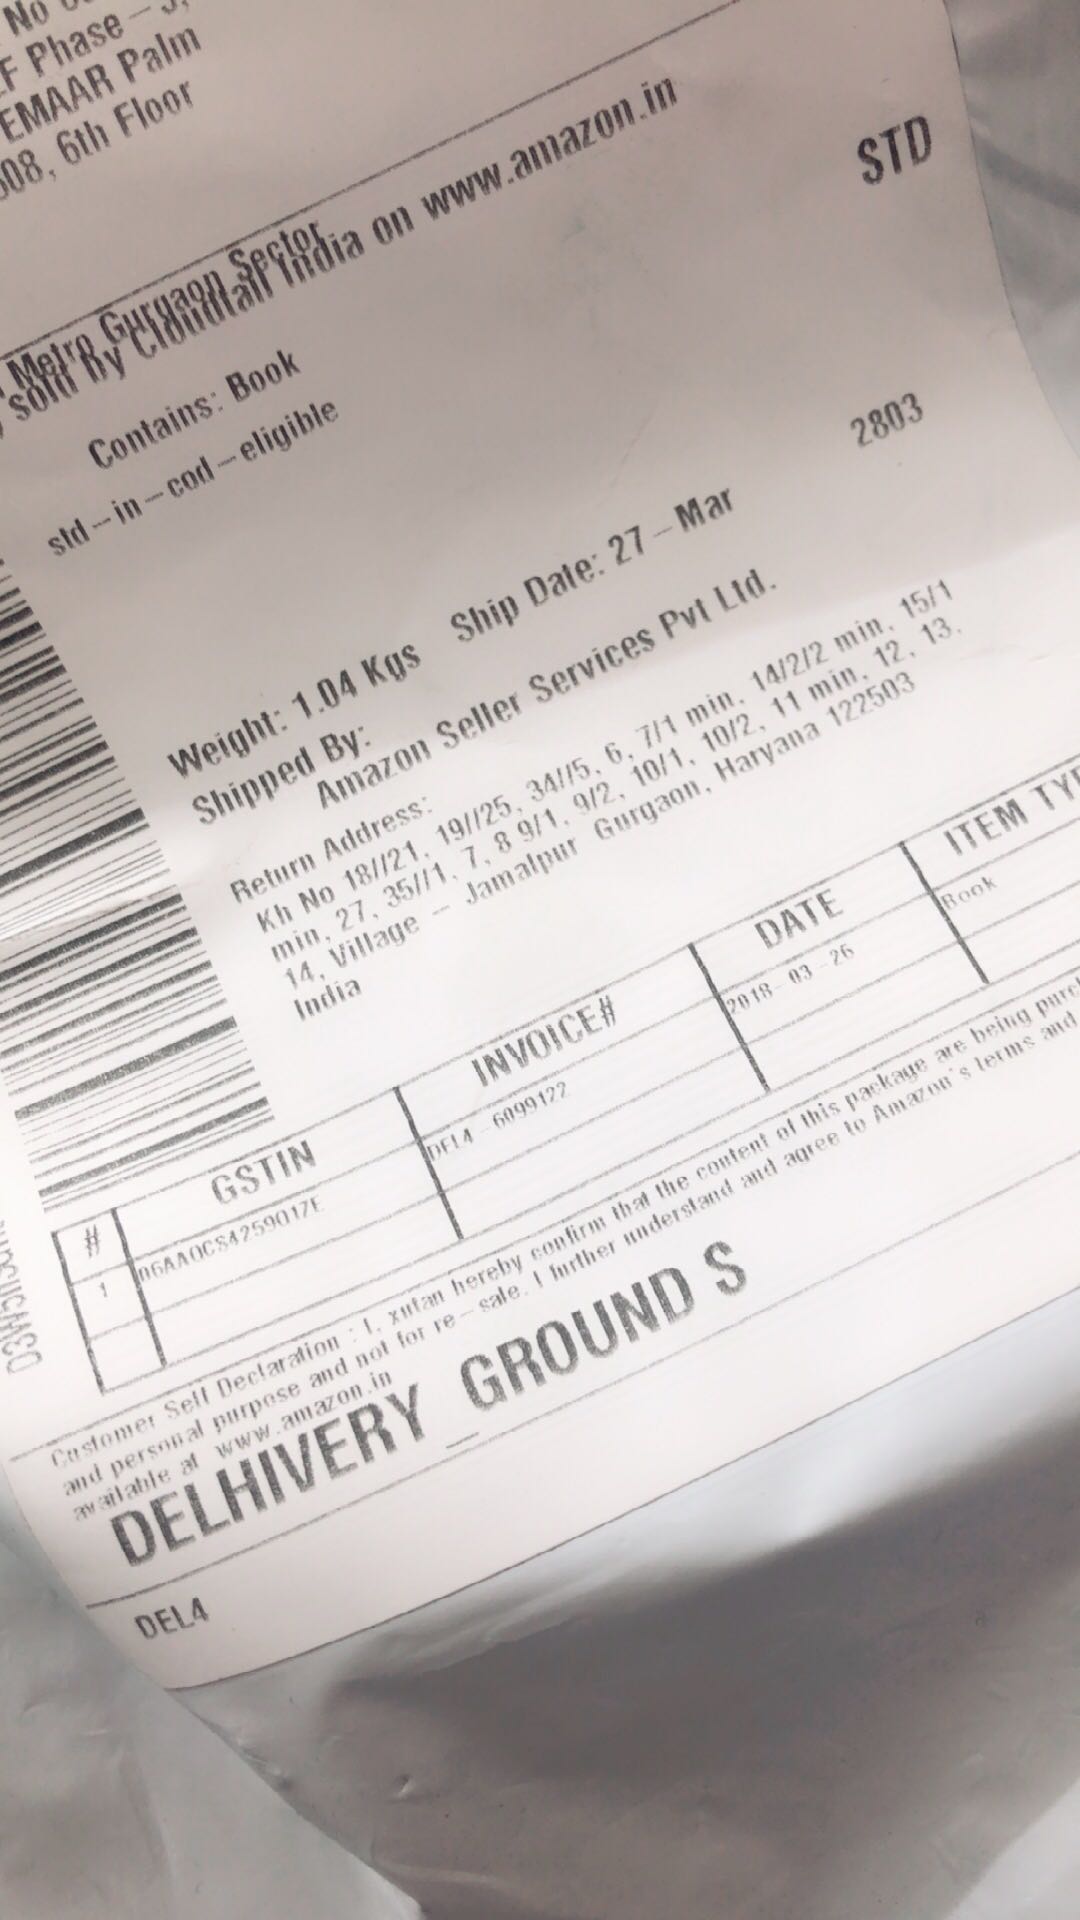 No
F Phase – 3,
EMAAR Palm
608, 6th Floor
Metro Gurgaon Sector
sold by Cloudtail India on www.amazon.in
STD
Contains: Book
std-in-cod-eligible
2803
Weight: 1.04 Kgs Ship Date: 27-Mar
Shipped By:
Amazon Seller Services Pvt Ltd.
Return Address:
Kh No 18//21, 19//25, 34//5, 6, 7/1 min, 14/2/2 min, 15/1
min, 27, 35//1, 7, 8 9/1, 9/2, 10/1, 10/2, 11 min, 12, 13,
14, Village - Jamalpur Gurgaon, Haryana 122503
India
# GSTIN INVOICE# DATE ITEM TY
1 DEL4-6099122 2018-03-26 Book
Customer Self Declaration : I, xutan hereby confirm that the content of this package are being
and personal purpose and not for re-sale. I further understand and agree to Amazon's terms and
available at www.amazon.in
DELHIVERY_GROUND S
DEL4